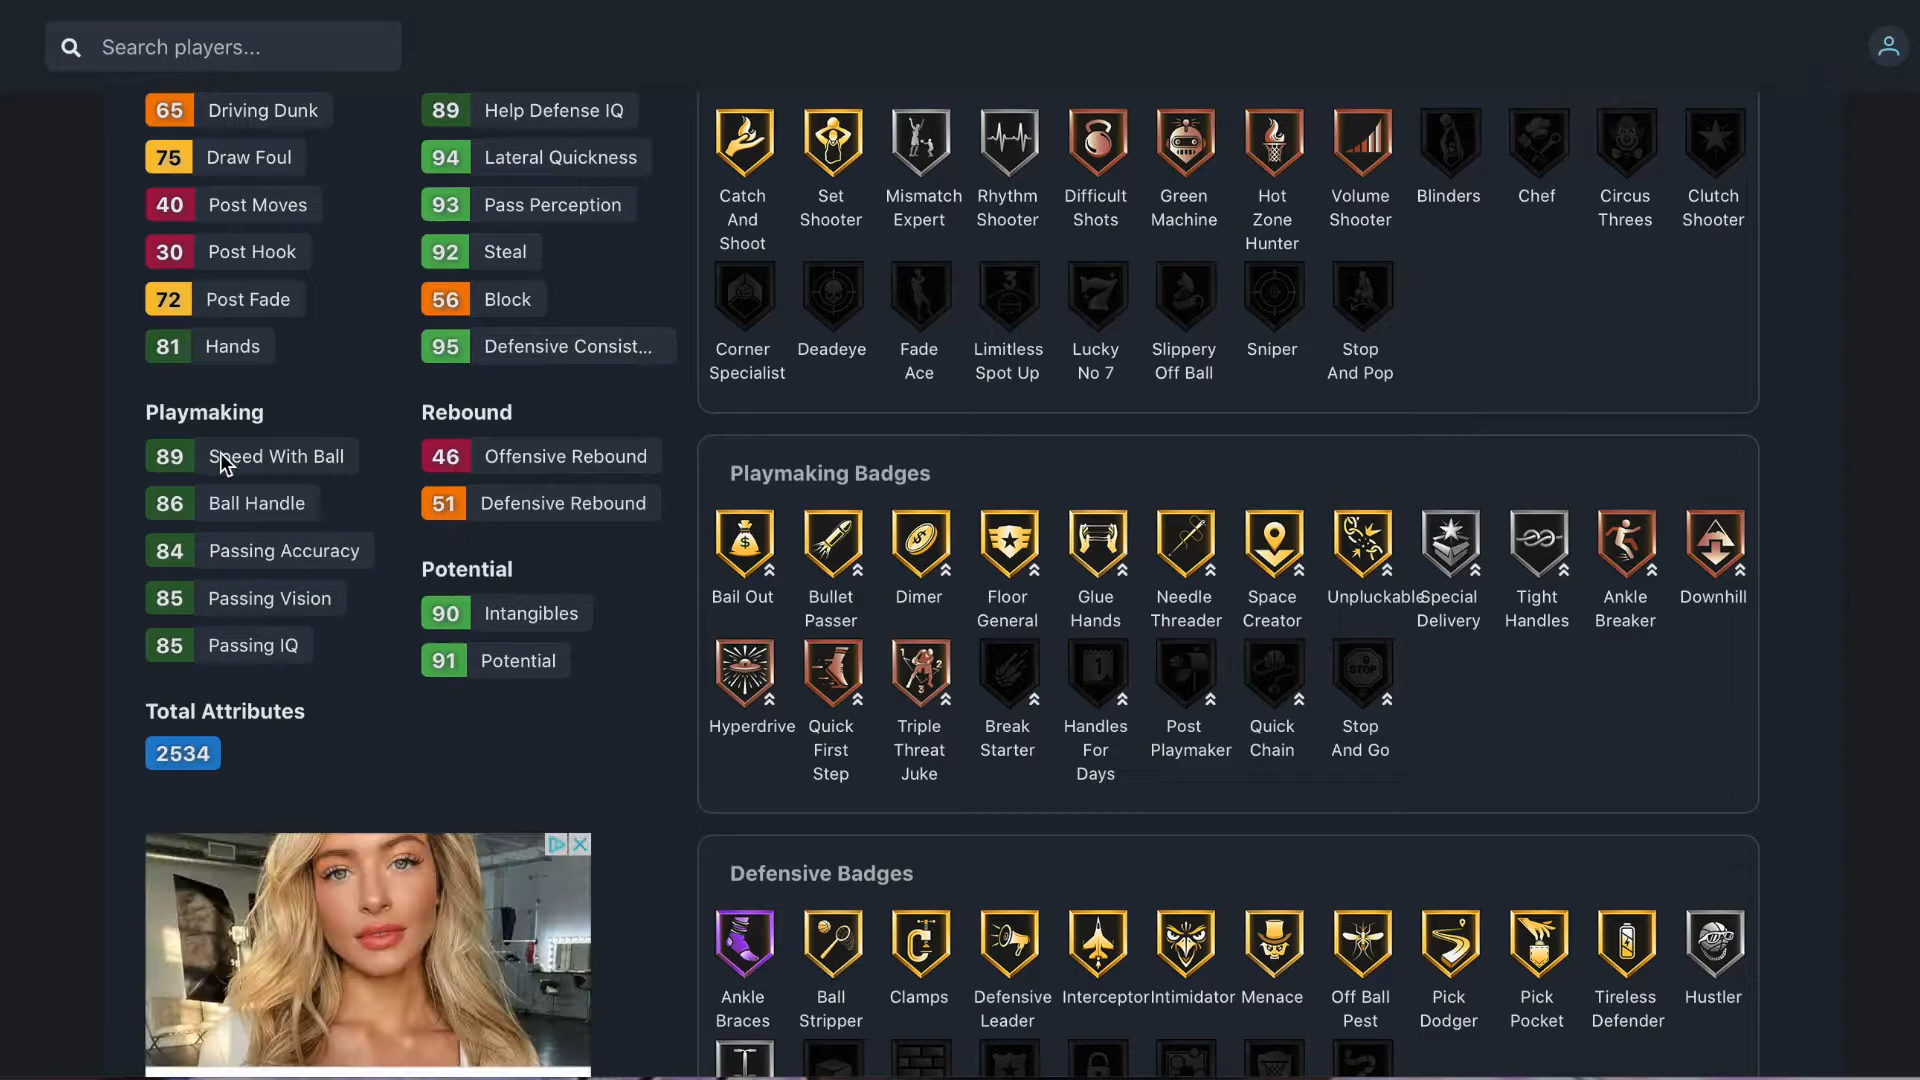 Search players...
65 Driving Dunk
75 Draw Foul
40 Post Moves
30 Post Hook
72 Post Fade
81 Hands
89 Help Defense IQ
94 Lateral Quickness
93 Pass Perception
92 Steal
56 Block
95 Defensive Consist...
Playmaking
89 Speed With Ball
86 Ball Handle
84 Passing Accuracy
85 Passing Vision
85 Passing IQ
Rebound
46 Offensive Rebound
51 Defensive Rebound
Potential
90 Intangibles
91 Potential
Total Attributes
2534
Catch And Shoot
Set Shooter
Mismatch Expert
Rhythm Shooter
Difficult Shots
Green Machine
Hot Zone Hunter
Volume Shooter
Blinders
Chef
Circus Threes
Clutch Shooter
Corner Specialist
Deadeye
Fade Ace
Limitless Spot Up
Lucky No 7
Slippery Off Ball
Sniper
Stop And Pop
Playmaking Badges
Bail Out
Bullet Passer
Dimer
Floor General
Glue Hands
Needle Threader
Space Creator
Unpluckable
Special Delivery
Tight Handles
Ankle Breaker
Downhill
Hyperdrive
Quick First Step
Triple Threat Juke
Break Starter
Handles For Days
Post Playmaker
Quick Chain
Stop And Go
Defensive Badges
Ankle Braces
Ball Stripper
Clamps
Defensive Leader
Interceptor
Intimidator
Menace
Off Ball Pest
Pick Dodger
Pick Pocket
Tireless Defender
Hustler